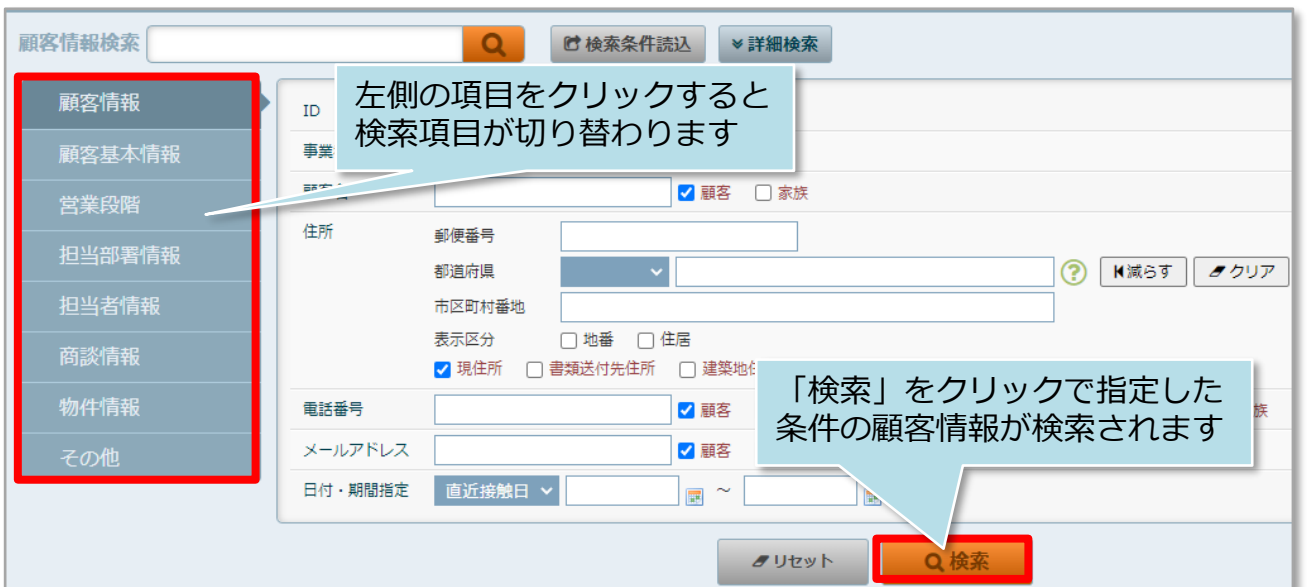 顧客情報検索
検索条件読込
詳細検索
顧客情報
顧客基本情報
営業段階
担当部署情報
担当者情報
商談情報
物件情報
その他
左側の項目をクリックすると
検索項目が切り替わります
ID
事業
顧客 家族
住所
郵便番号
都道府県
? 減らす クリア
市区町村番地
表示区分 地番 住居
現住所 書類送付先住所 建築地
電話番号 顧客 族
メールアドレス 顧客
日付・期間指定 直近接触日 ～
「検索」をクリックで指定した
条件の顧客情報が検索されます
リセット 検索